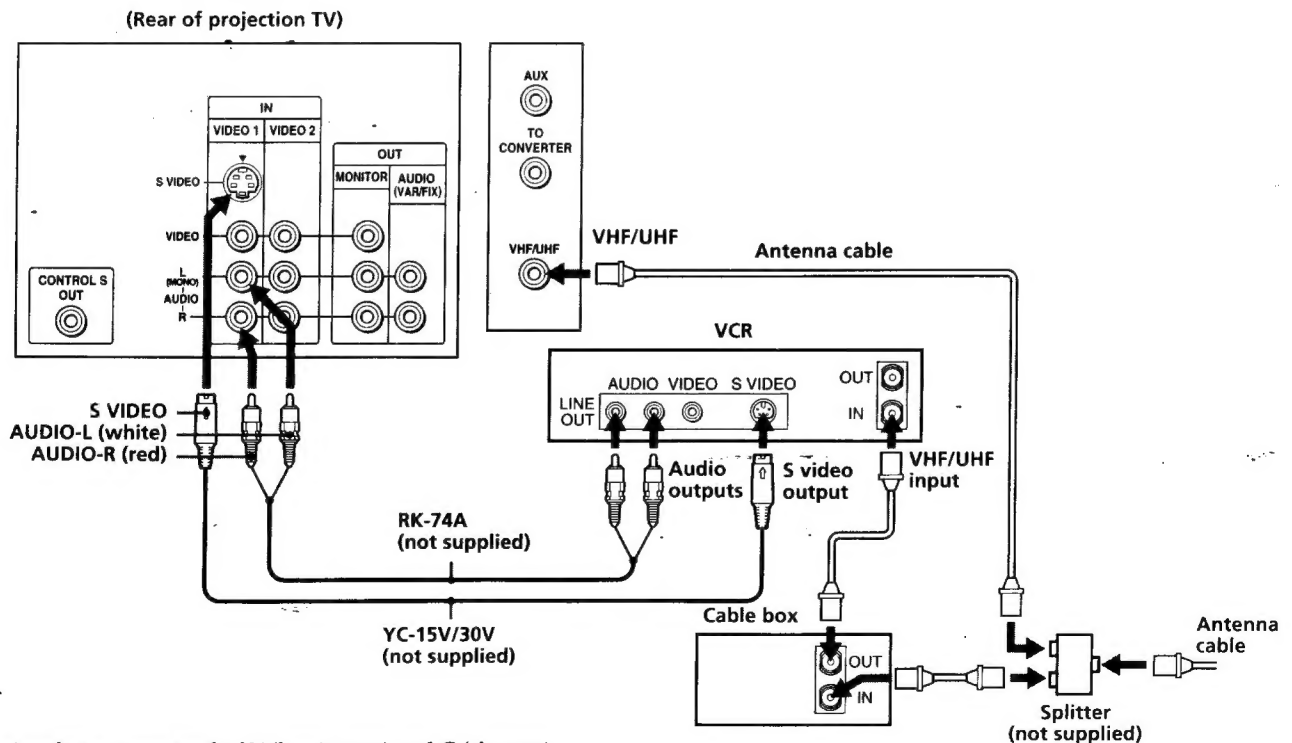 (Rear of projection TV)
IN
VIDEO 1
VIDEO 2
S VIDEO
VIDEO
L
(MONO)
AUDIO
R
OUT
MONITOR
AUDIO
(VAR/FIX)
CONTROL S
OUT
AUX
TO
CONVERTER
VHF/UHF
VHF/UHF
Antenna cable
VCR
AUDIO VIDEO S VIDEO
LINE
OUT
OUT
IN
S VIDEO
AUDIO-L (white)
AUDIO-R (red)
Audio
outputs
S video
output
VHF/UHF
input
RK-74A
(not supplied)
YC-15V/30V
(not supplied)
Cable box
OUT
IN
Antenna
cable
Splitter
(not supplied)